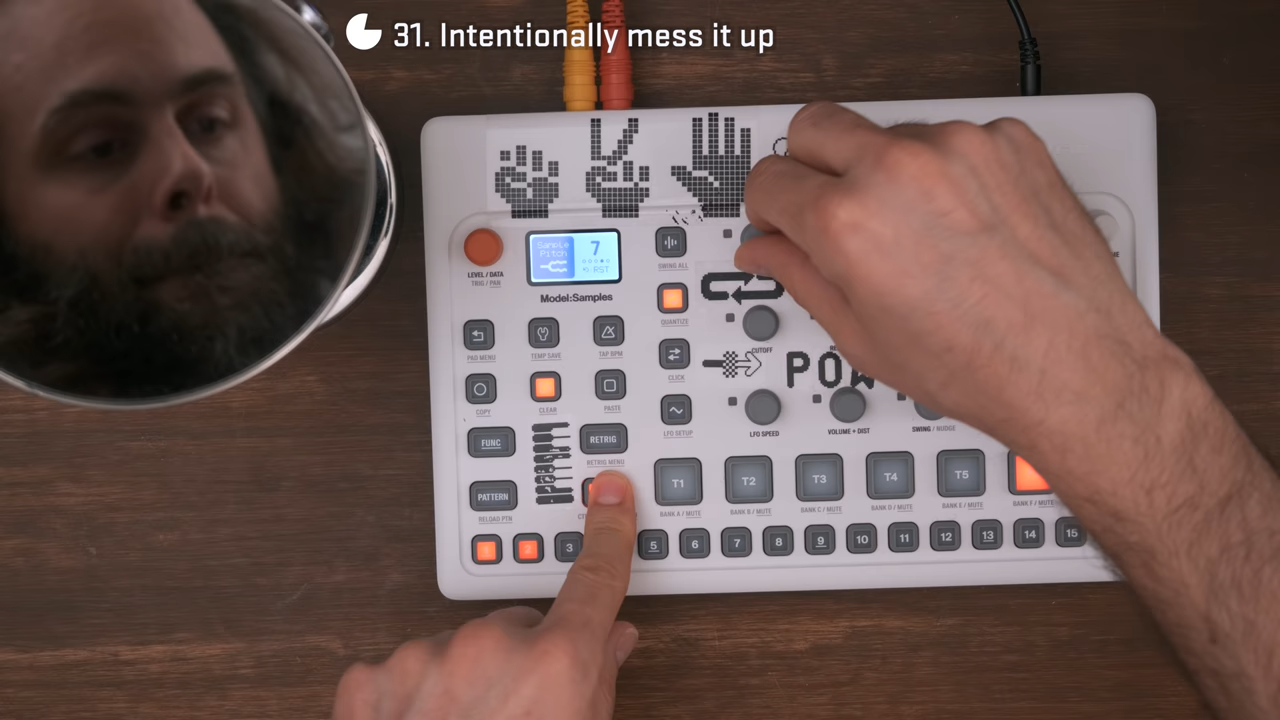 31. Intentionally mess it up
Sample
Pitch
7
RST
LEVEL / DATA
TRIG / PAN
Model:Samples
SWING ALL
QUANTIZE
PAD MENU
TEMP SAVE
TAP BPM
CLICK
CUTOFF
POW
COPY
CLEAR
PASTE
LFO SETUP
LFO SPEED
VOLUME + DIST
SWING / NUDGE
FUNC
RETRIG
RETRIG MENU
PATTERN
RELOAD PTN
T1
T2
T3
T4
T5
BANK A / MUTE
BANK B / MUTE
BANK C / MUTE
BANK D / MUTE
BANK E / MUTE
BANK F / MUTE
1
2
3
5
6
7
8
9
10
11
12
13
14
15